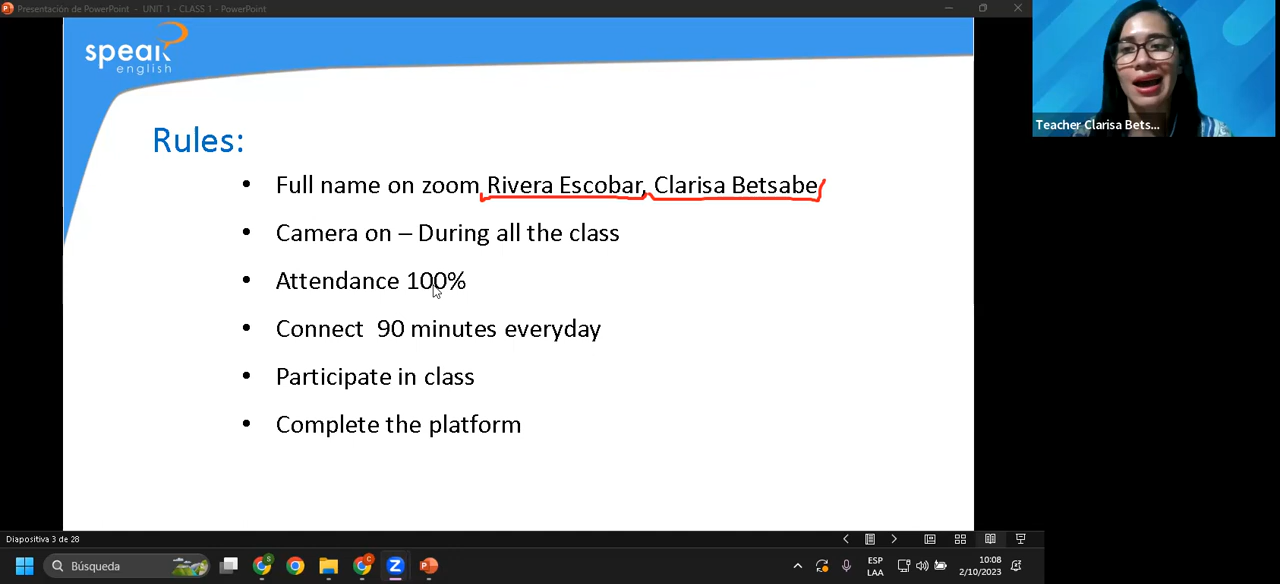 Presentación de PowerPoint - UNIT 1 - CLASS 1 - PowerPoint
speak
english
Teacher Clarisa Bets...
Rules:
• Full name on zoom Rivera Escobar, Clarisa Betsabe
• Camera on – During all the class
• Attendance 100%
• Connect 90 minutes everyday
• Participate in class
• Complete the platform
Diapositiva 3 de 28
Búsqueda
ESP
LAA
10:08
2/10/2023